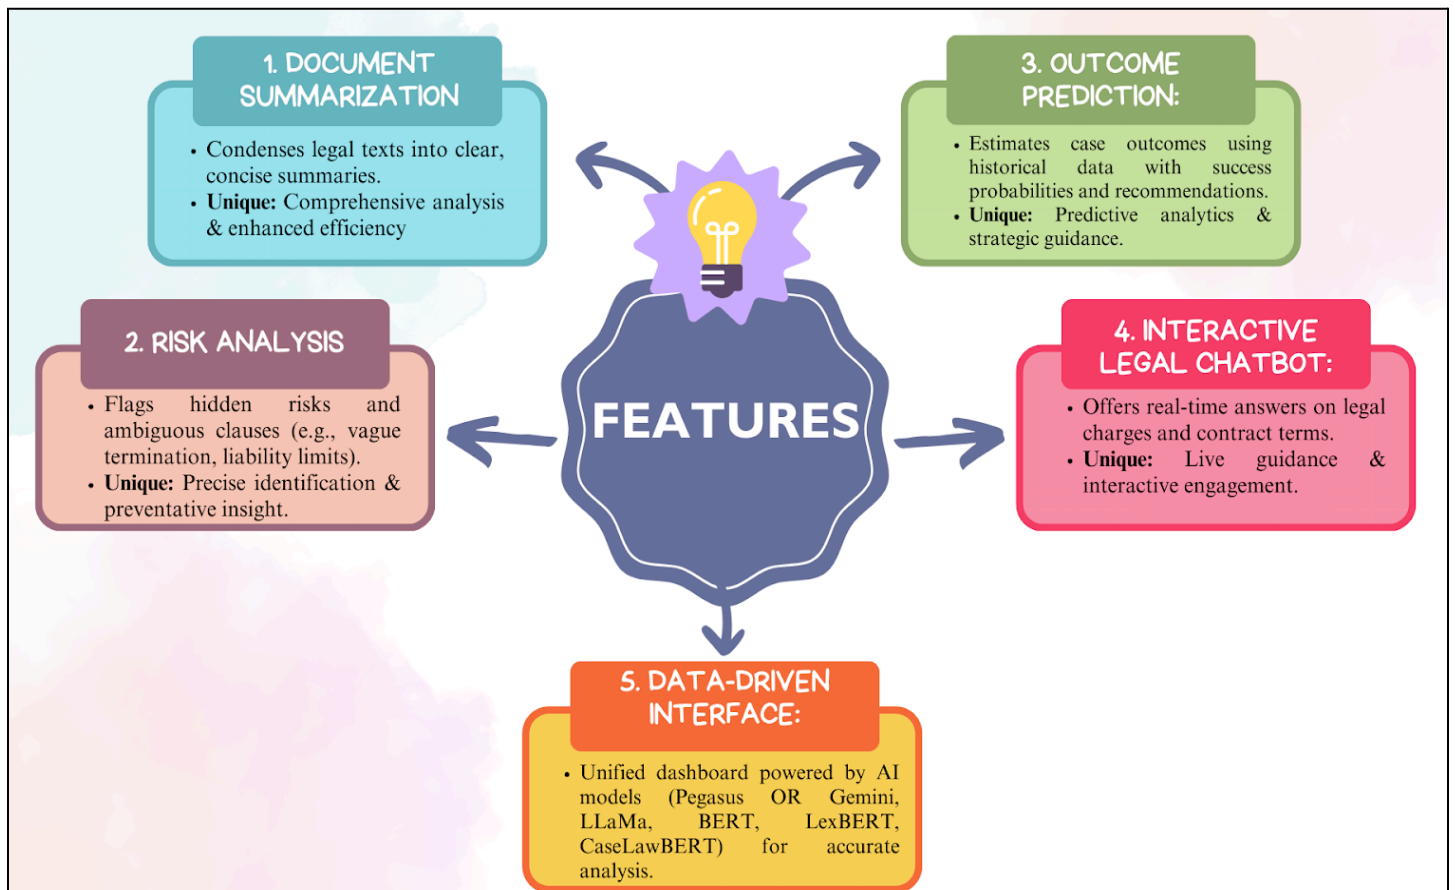 1. DOCUMENT
SUMMARIZATION
• Condenses legal texts into clear,
concise summaries.
• Unique: Comprehensive analysis
& enhanced efficiency
2. RISK ANALYSIS
• Flags hidden risks and
ambiguous clauses (e.g., vague
termination, liability limits).
• Unique: Precise identification &
preventative insight.
3. OUTCOME
PREDICTION:
• Estimates case outcomes using
historical data with success
probabilities and recommendations.
• Unique: Predictive analytics &
strategic guidance.
4. INTERACTIVE
LEGAL CHATBOT:
• Offers real-time answers on legal
charges and contract terms.
• Unique: Live guidance &
interactive engagement.
FEATURES
5. DATA-DRIVEN
INTERFACE:
• Unified dashboard powered by AI
models (Pegasus OR Gemini,
LLaMa, BERT, LexBERT,
CaseLawBERT) for accurate
analysis.